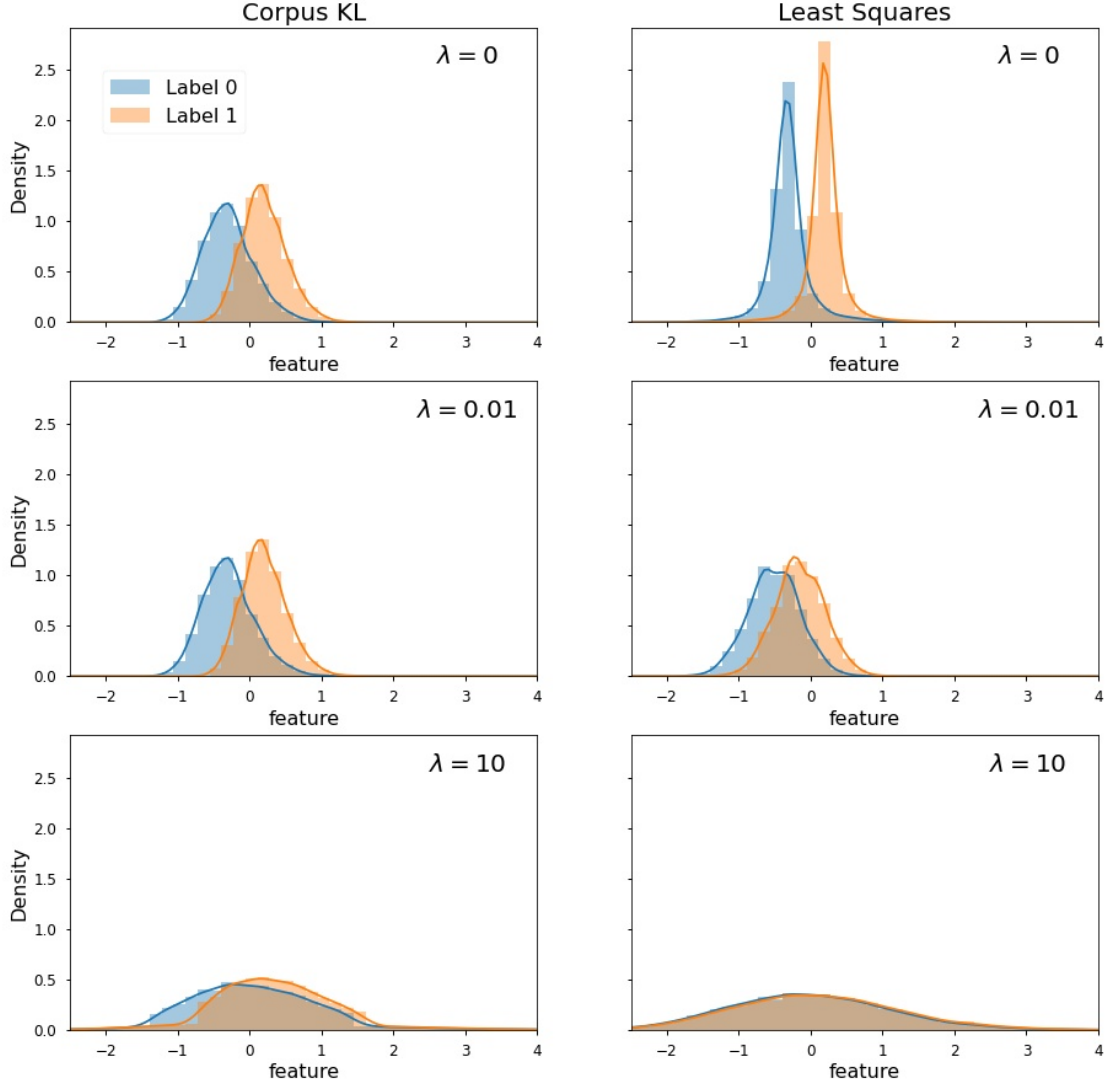 Corpus KL
Least Squares
λ = 0
Label 0
Label 1
2.5
2.0
1.5
1.0
0.5
0.0
Density
−2 −1 0 1 2 3 4
feature
λ = 0
−2 −1 0 1 2 3 4
feature
λ = 0.01
2.5
2.0
1.5
1.0
0.5
0.0
Density
−2 −1 0 1 2 3 4
feature
λ = 0.01
−2 −1 0 1 2 3 4
feature
λ = 10
2.5
2.0
1.5
1.0
0.5
0.0
Density
−2 −1 0 1 2 3 4
feature
λ = 10
−2 −1 0 1 2 3 4
feature